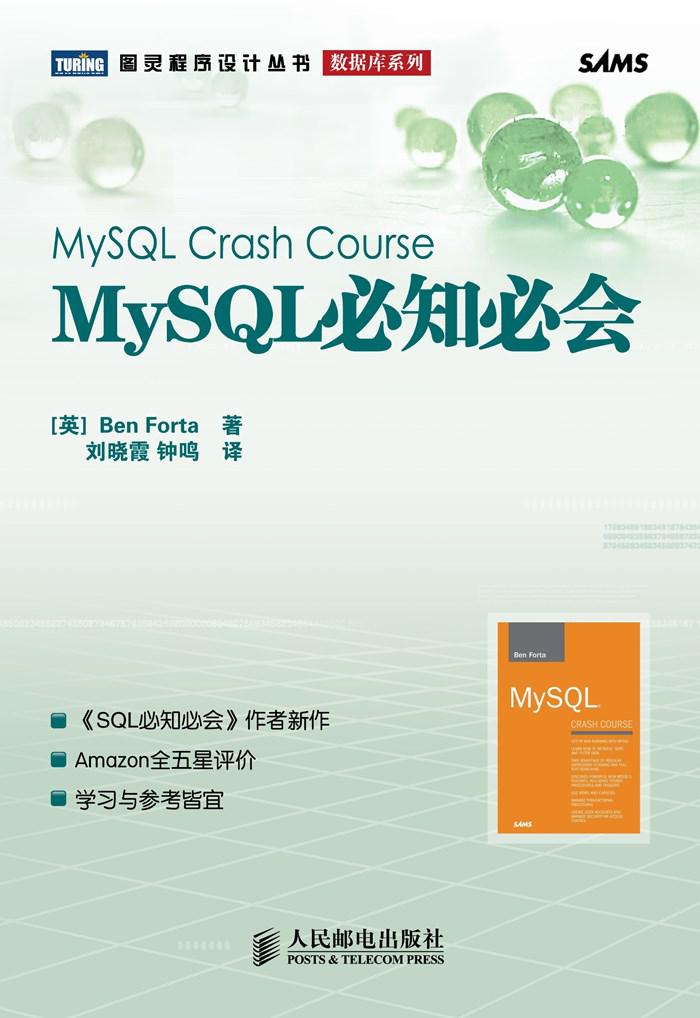 TURING 图灵程序设计丛书 数据库系列 SAMS
MySQL Crash Course
MySQL必知必会
[英] Ben Forta 著
刘晓霞 钟鸣 译
Ben Forta
MySQL
CRASH COURSE
SAMS
《SQL必知必会》作者新作
Amazon全五星评价
学习与参考皆宜
人民邮电出版社
POSTS & TELECOM PRESS